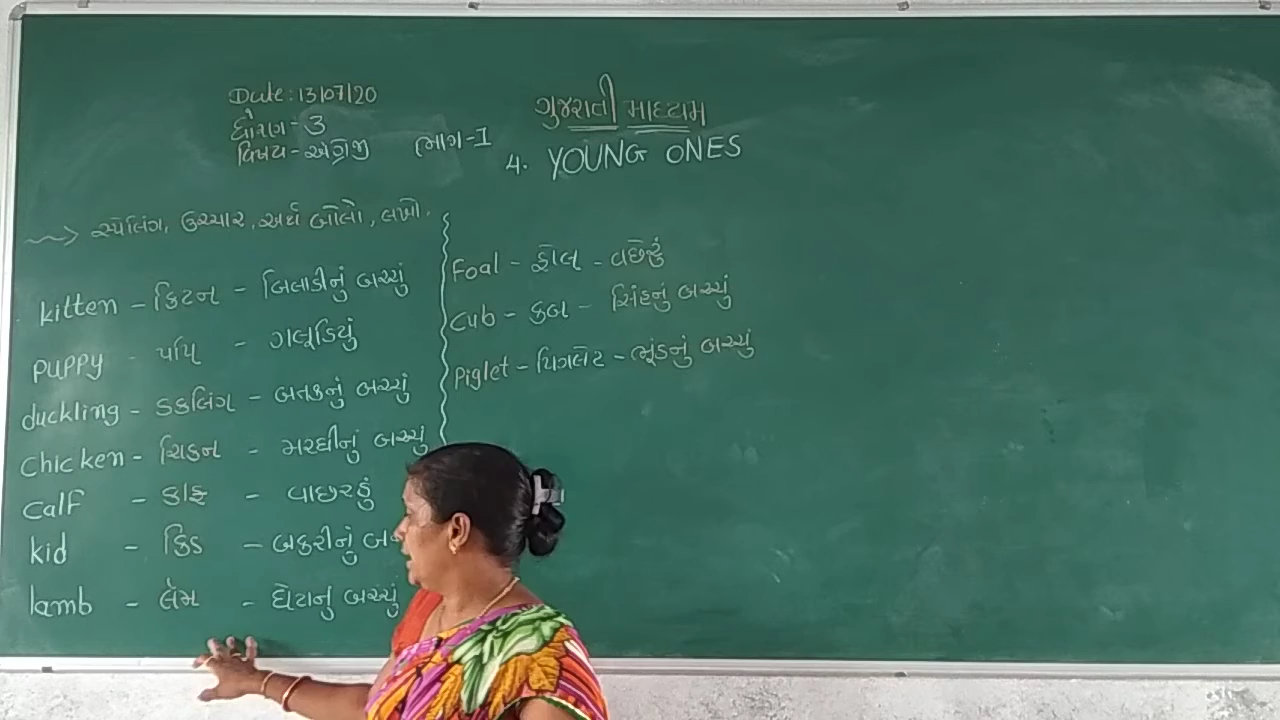 Date: 13/07/20
ધોરણ - ૩
વિષય - અંગ્રેજી
ભાગ-I
ગુજરાતી માધ્યમ
4. YOUNG ONES
સ્પેલિંગ, ઉચ્ચાર, અર્થ બોલો, લખો.
kitten - કિટન - બિલાડીનું બચ્ચું
puppy - પપિ - ગલૂડિયું
duckling - ડકલિંગ - બતકનું બચ્ચું
Chicken - ચિકન - મરઘીનું બચ્ચું
Calf - કાફ - વાછરડું
kid - કિડ - બકરીનું
lamb - લેમ - ઘેટાનું બચ્ચું
Foal - ફોલ - વછેરું
Cub - કબ - સિંહનું બચ્ચું
Piglet - પિગલેટ - ભૂંડનું બચ્ચું